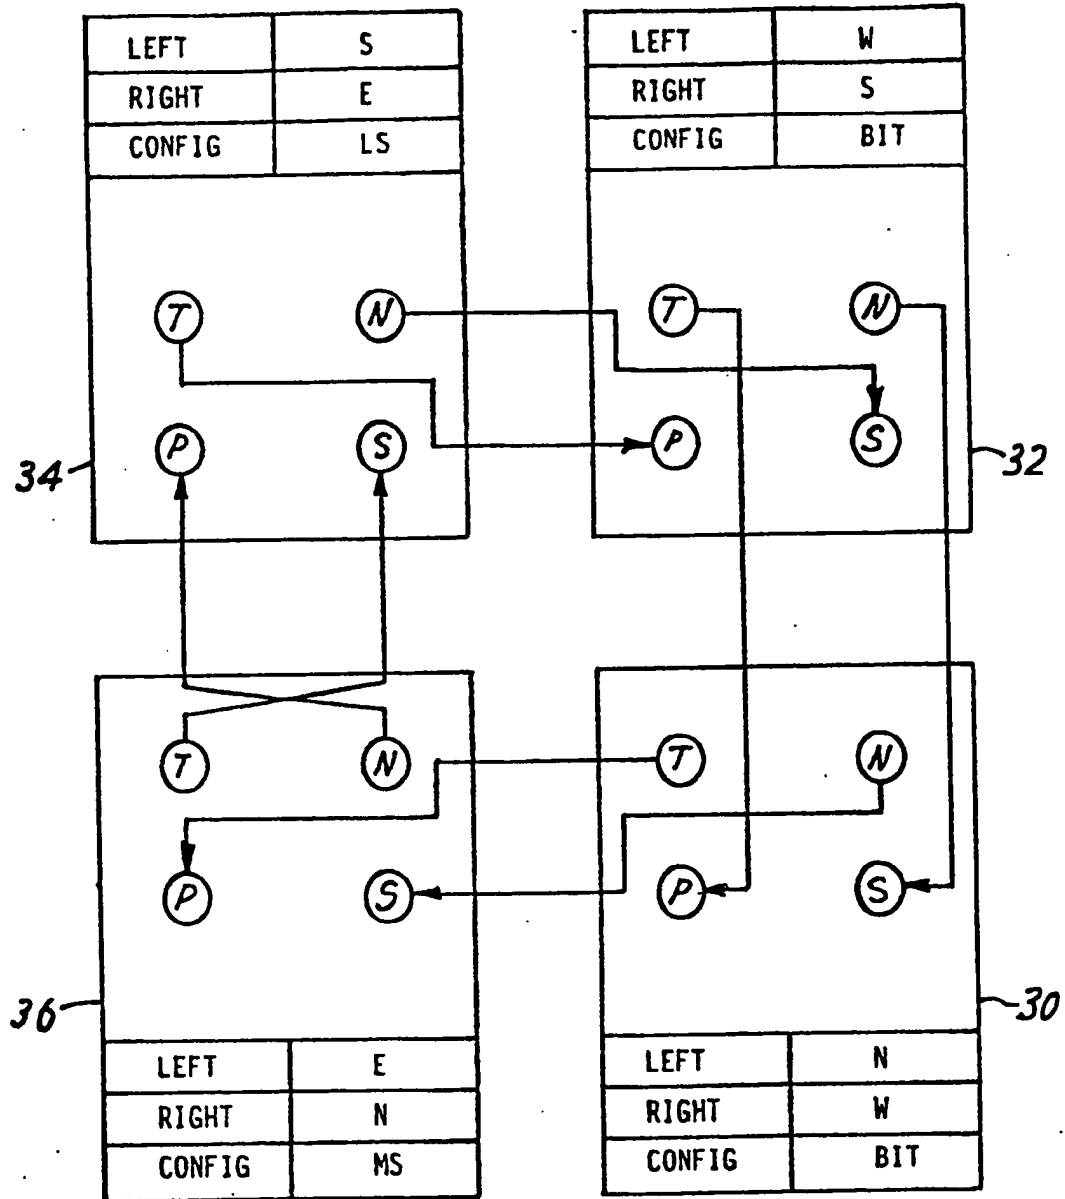 LEFT S
RIGHT E
CONFIG LS
LEFT W
RIGHT S
CONFIG BIT
T N
P S
34
T N
P S
32
T N
P S
36
T N
P S
30
LEFT E
RIGHT N
CONFIG MS
LEFT N
RIGHT W
CONFIG BIT